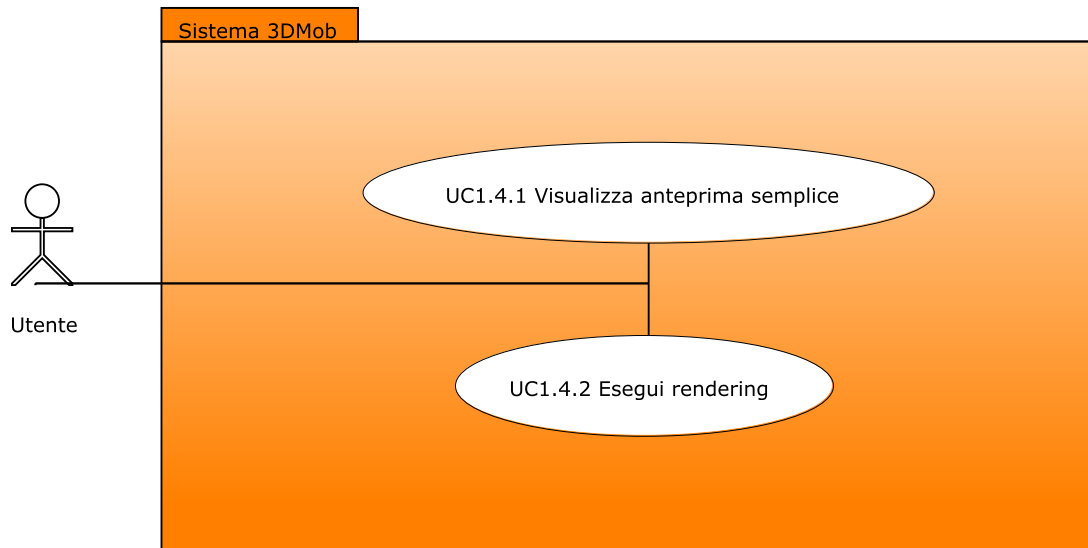 Sistema 3DMob
UC1.4.1 Visualizza anteprima semplice
Utente
UC1.4.2 Esegui rendering